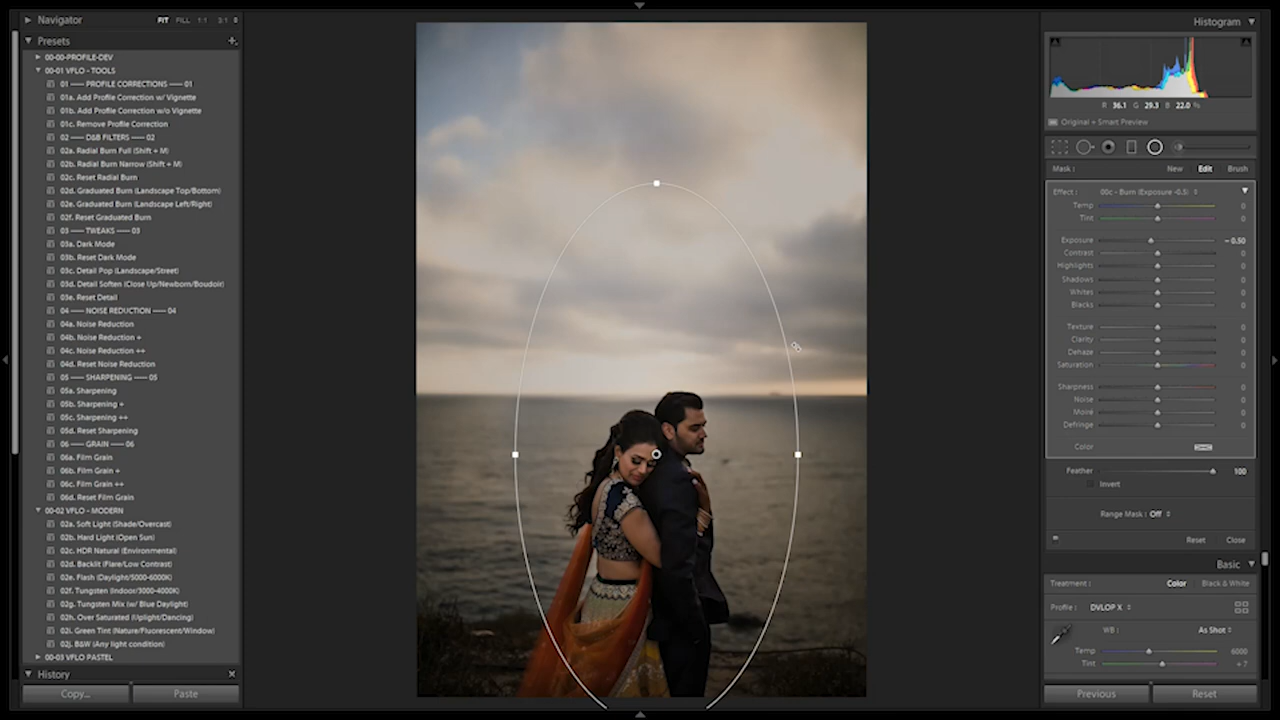 Navigator
FIT FILL 1:1 3:1
Presets
00-00-PROFILE-DEV
00-01 VFLO - TOOLS
01 —— PROFILE CORRECTIONS —— 01
01a. Add Profile Correction w/ Vignette
01b. Add Profile Correction w/o Vignette
01c. Remove Profile Correction
02 —— D&B FILTERS —— 02
02a. Radial Burn Full (Shift + M)
02b. Radial Burn Narrow (Shift + M)
02c. Reset Radial Burn
02d. Graduated Burn (Landscape Top/Bottom)
02e. Graduated Burn (Landscape Left/Right)
02f. Reset Graduated Burn
03 —— TWEAKS —— 03
03a. Dark Mode
03b. Reset Dark Mode
03c. Detail Pop (Landscape/Street)
03d. Detail Soften (Close Up/Newborn/Boudoir)
03e. Reset Detail
04 —— NOISE REDUCTION —— 04
04a. Noise Reduction
04b. Noise Reduction +
04c. Noise Reduction ++
04d. Reset Noise Reduction
05 —— SHARPENING —— 05
05a. Sharpening
05b. Sharpening +
05c. Sharpening ++
05d. Reset Sharpening
06 —— GRAIN —— 06
06a. Film Grain
06b. Film Grain +
06c. Film Grain ++
06d. Reset Film Grain
00-02 VFLO - MODERN
02a. Soft Light (Shade/Overcast)
02b. Hard Light (Open Sun)
02c. HDR Natural (Environmental)
02d. Backlit (Flare/Low Contrast)
02e. Flash (Daylight/5000-6000K)
02f. Tungsten (Indoor/3000-4000K)
02g. Tungsten Mix (w/ Blue Daylight)
02h. Over Saturated (Uplight/Dancing)
02i. Green Tint (Nature/Fluorescent/Window)
02j. B&W (Any light condition)
00-03 VFLO PASTEL
History
Copy... Paste
Histogram
R 36.1 G 29.3 B 22.0 %
Original + Smart Preview
Mask : New Edit Brush
Effect : 00c - Burn (Exposure -0.5)
Temp 0
Tint 0
Exposure – 0.50
Contrast 0
Highlights 0
Shadows 0
Whites 0
Blacks 0
Texture 0
Clarity 0
Dehaze 0
Saturation 0
Sharpness 0
Noise 0
Moiré 0
Defringe 0
Color
Feather 100
Invert
Range Mask : Off
Reset Close
Basic
Treatment : Color Black & White
Profile : DVLOP X
WB : As Shot
Temp 6000
Tint + 7
Previous Reset